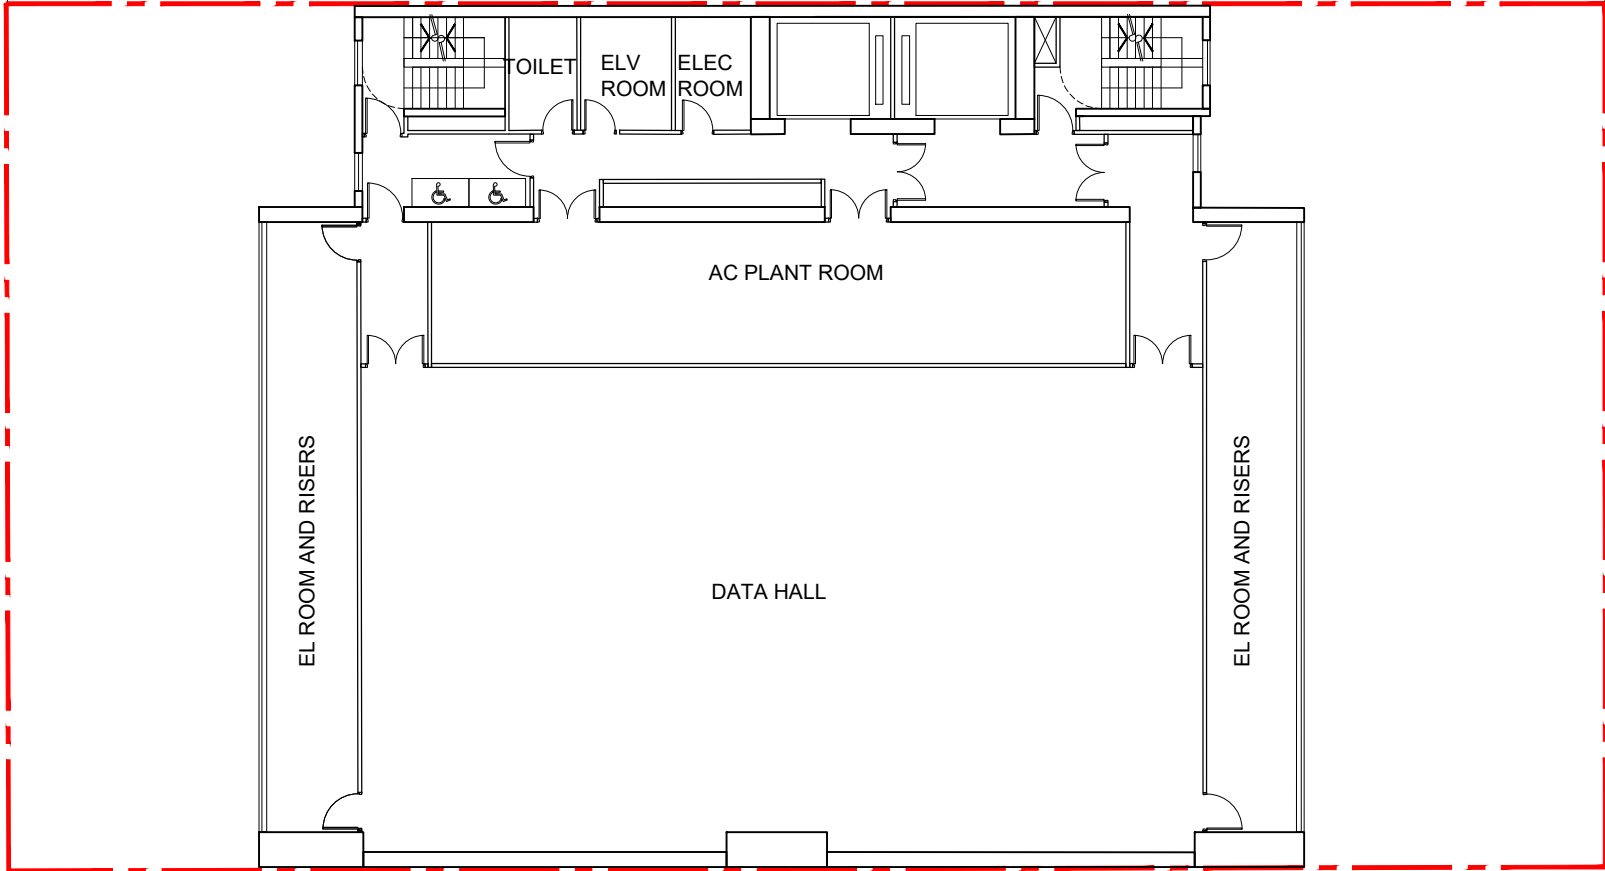 TOILET
ELV
ROOM
ELEC
ROOM
AC PLANT ROOM
EL ROOM AND RISERS
EL ROOM AND RISERS
DATA HALL